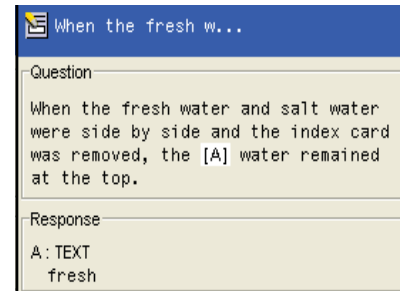 When the fresh w...
Question
When the fresh water and salt water
were side by side and the index card
was removed, the [A] water remained
at the top.
Response
A: TEXT
fresh